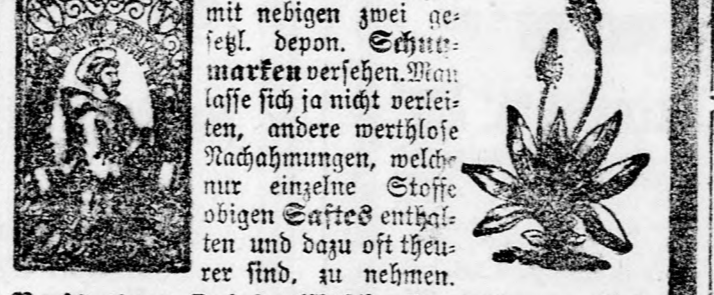 mit nebigen zwei ge=
setzl. depon. Schutz=
marken versehen. Man
lasse sich ja nicht verlei=
ten, andere werthlose
Nachahmungen, welche
nur einzelne Stoffe
obigen Saftes enthal=
ten und dazu oft theu=
rer sind, zu nehmen.